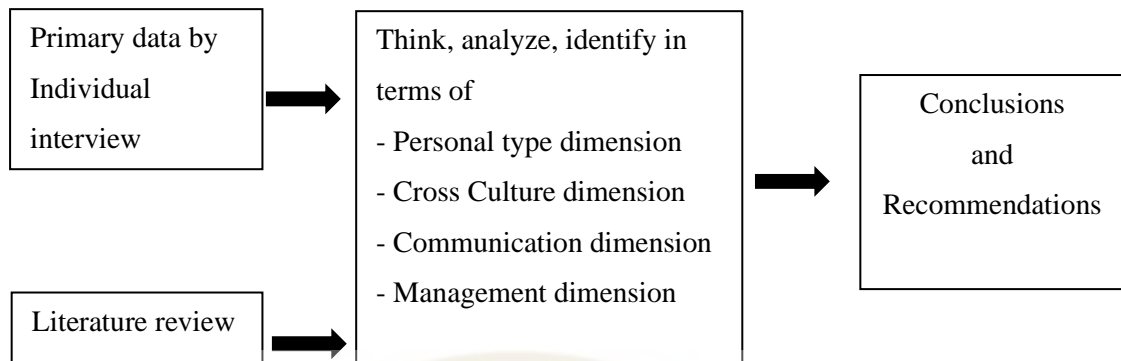 Primary data by
Individual
interview
Literature review
Think, analyze, identify in
terms of
- Personal type dimension
- Cross Culture dimension
- Communication dimension
- Management dimension
Conclusions
and
Recommendations